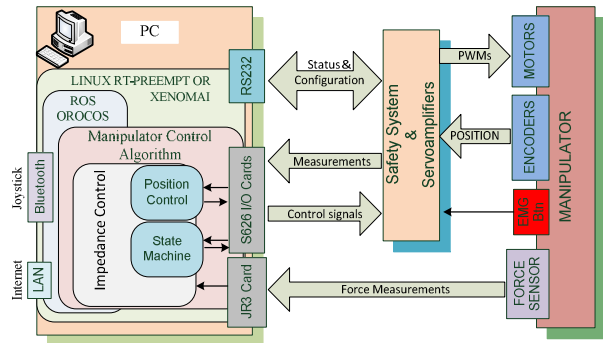 PC
LINUX RT-PREEMPT OR
XENOMAI
ROS
OROCOS
Manipulator Control
Algorithm
Impedance Control
Position
Control
State
Machine
Joystick
Bluetooth
Internet
LAN
RS232
S626 I/O Cards
JR3 Card
Status &
Configuration
Measurements
Control signals
Force Measurements
Safety System
&
Servoamplifiers
PWMs
POSITION
MOTORS
ENCODERS
EMG
Btn
FORCE
SENSOR
MANIPULATOR